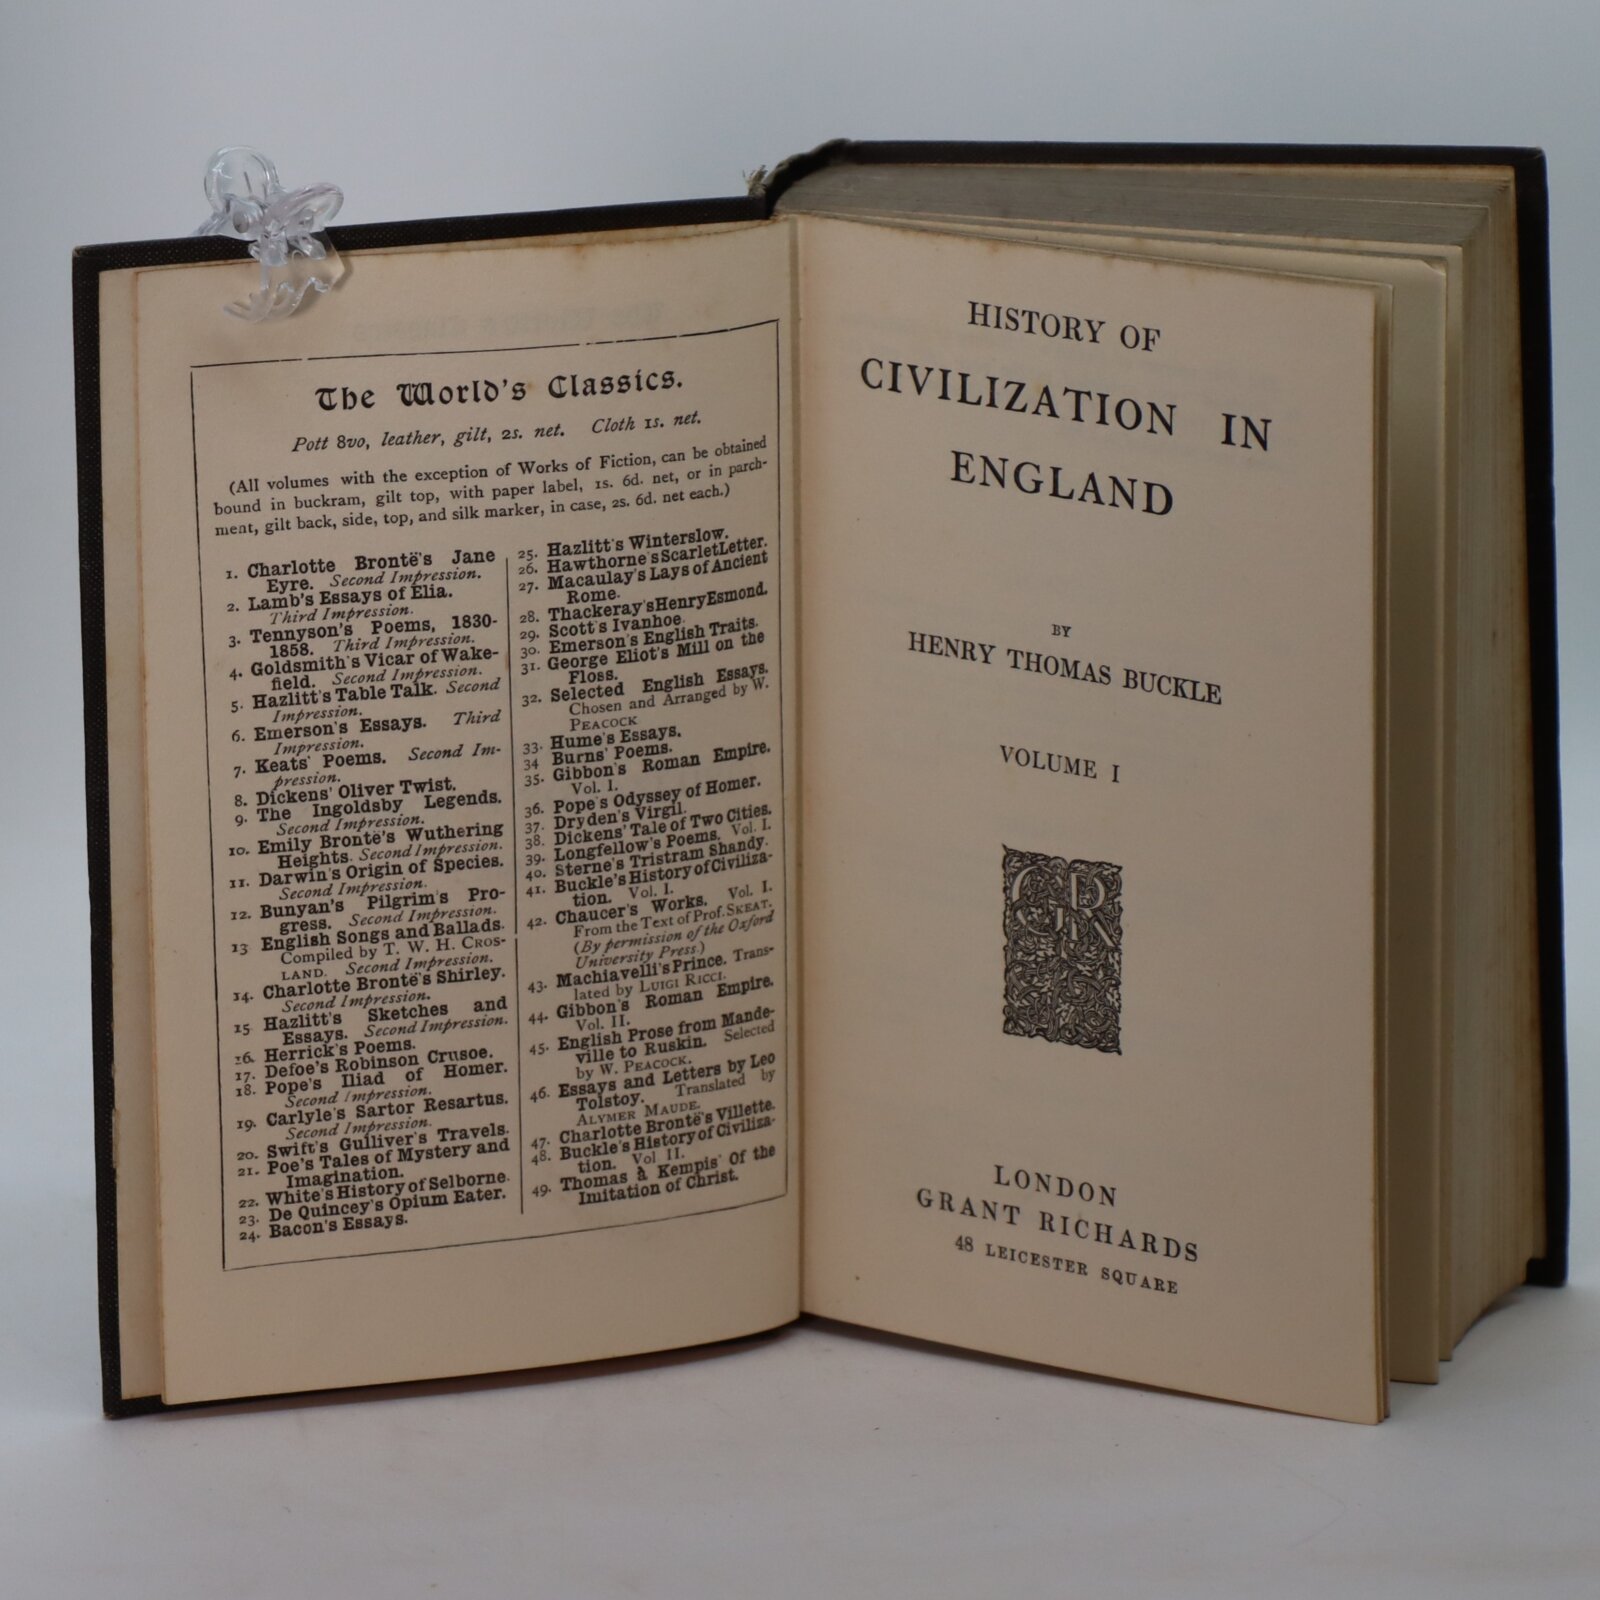 The World's Classics.
Pott 8vo, leather, gilt, 2s. net. Cloth 1s. net.
(All volumes with the exception of Works of Fiction, can be obtained
bound in buckram, gilt top, with paper label, 1s. 6d. net, or in parch-
ment, gilt back, side, top, and silk marker, in case, 2s. 6d. net each.)
1. Charlotte Brontë's Jane
Eyre. Second Impression.
2. Lamb's Essays of Elia.
Third Impression.
3. Tennyson's Poems, 1830-
1858. Third Impression.
4. Goldsmith's Vicar of Wake-
field. Second Impression.
5. Hazlitt's Table Talk. Second
Impression.
6. Emerson's Essays. Third
Impression.
7. Keats' Poems. Second Im-
pression.
8. Dickens' Oliver Twist.
9. The Ingoldsby Legends.
Second Impression.
10. Emily Brontë's Wuthering
Heights. Second Impression.
11. Darwin's Origin of Species.
Second Impression.
12. Bunyan's Pilgrim's Pro-
gress. Second Impression.
13 English Songs and Ballads.
Compiled by T. W. H. CROS-
LAND. Second Impression.
14. Charlotte Brontë's Shirley.
Second Impression.
15 Hazlitt's Sketches and
Essays. Second Impression.
16. Herrick's Poems.
17. Defoe's Robinson Crusoe.
18. Pope's Iliad of Homer.
Second Impression.
19. Carlyle's Sartor Resartus.
Second Impression.
20. Swift's Gulliver's Travels.
21. Poe's Tales of Mystery and
Imagination.
22. White's History of Selborne.
23. De Quincey's Opium Eater.
24. Bacon's Essays.
25. Hazlitt's Winterslow.
26. Hawthorne's Scarlet Letter.
27. Macaulay's Lays of Ancient
Rome.
28. Thackeray's Henry Esmond.
29. Scott's Ivanhoe.
30. Emerson's English Traits.
31. George Eliot's Mill on the
Floss.
32. Selected English Essays.
Chosen and Arranged by W.
PEACOCK
33. Hume's Essays.
34 Burns' Poems.
35. Gibbon's Roman Empire.
Vol. I.
36. Pope's Odyssey of Homer.
37. Dryden's Virgil.
38. Dickens' Tale of Two Cities.
39. Longfellow's Poems. Vol. I.
40. Sterne's Tristram Shandy.
41. Buckle's History of Civiliza-
tion. Vol. I.
42. Chaucer's Works. Vol. I.
From the Text of Prof. SKEAT.
(By permission of the Oxford
University Press.)
43. Machiavelli's Prince. Trans-
lated by LUIGI RICCI.
44. Gibbon's Roman Empire.
Vol. II.
45. English Prose from Mande-
ville to Ruskin. Selected
by W. PEACOCK.
46. Essays and Letters by Leo
Tolstoy. Translated by
ALYMER MAUDE.
47. Charlotte Brontë's Villette.
48. Buckle's History of Civiliza-
tion. Vol II.
49. Thomas à Kempis' Of the
Imitation of Christ.
HISTORY OF
CIVILIZATION IN
ENGLAND
BY
HENRY THOMAS BUCKLE
VOLUME I
GR
LONDON
GRANT RICHARDS
48 LEICESTER SQUARE